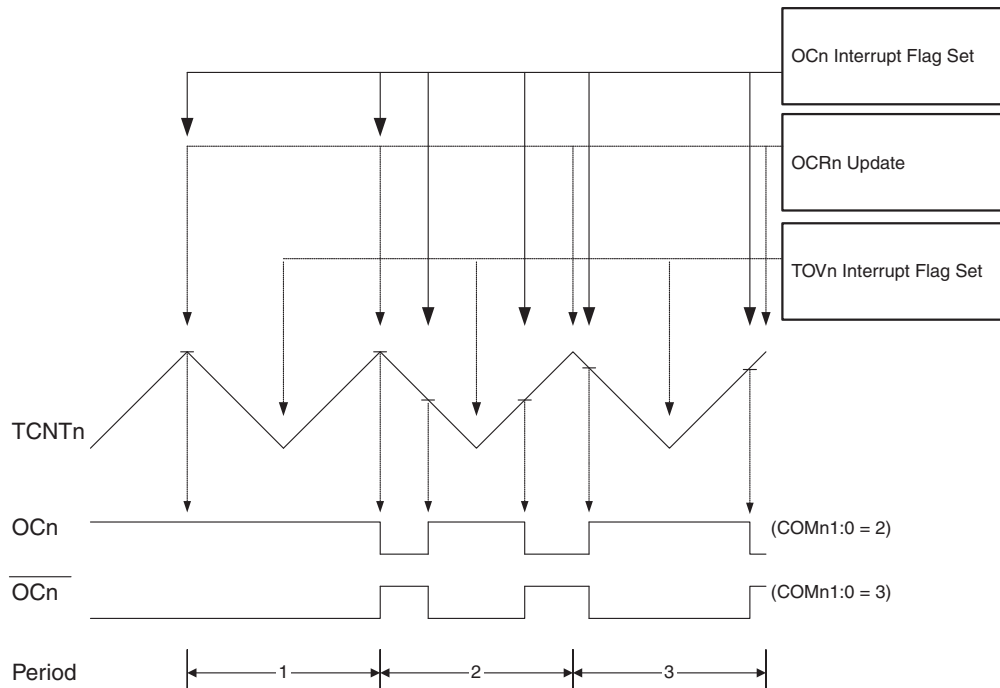 OCn Interrupt Flag Set
OCRn Update
TOVn Interrupt Flag Set
TCNTn
OCn
(COMn1:0 = 2)
OCn
(COMn1:0 = 3)
Period
1
2
3